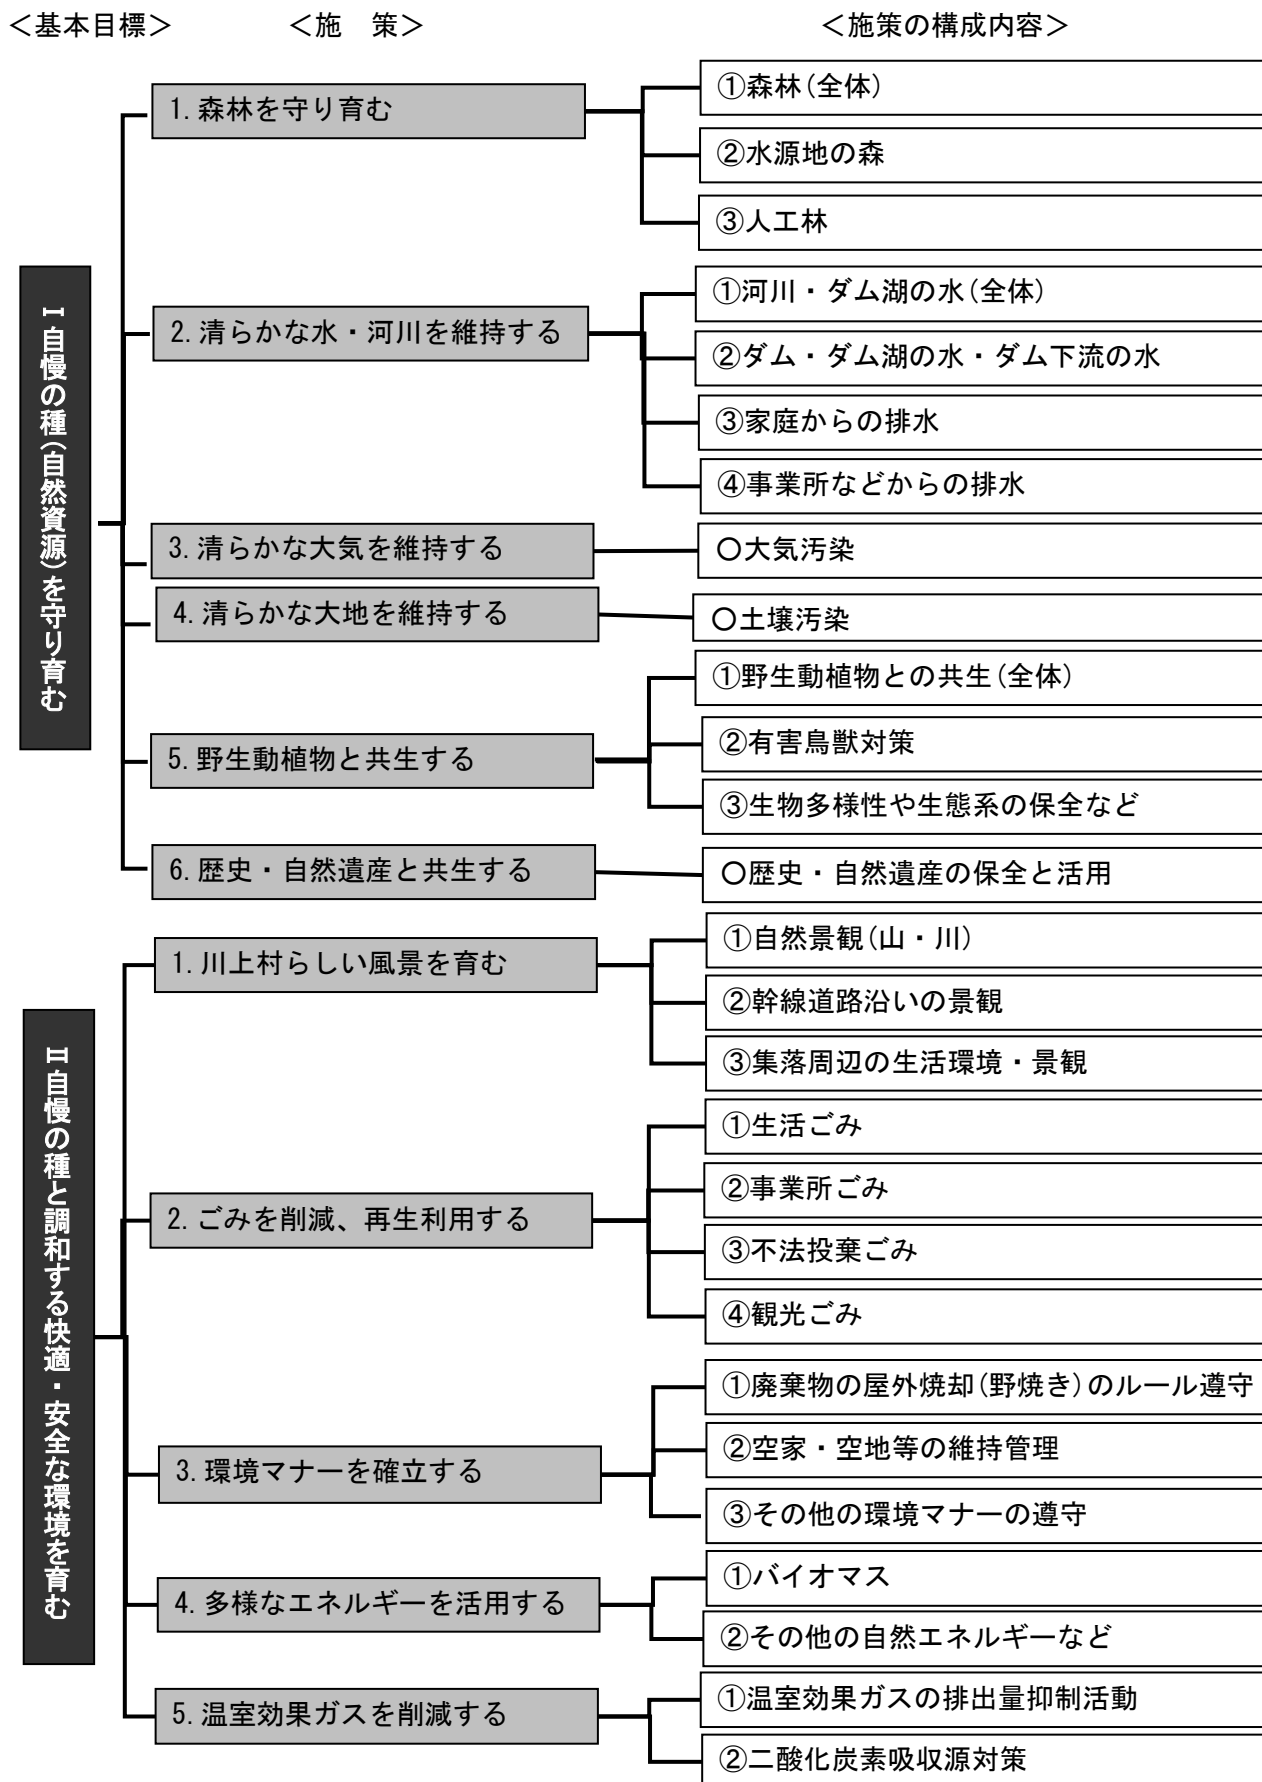 ＜基本目標＞　＜施　策＞　＜施策の構成内容＞
Ⅰ自慢の種（自然資源）を守り育む
1. 森林を守り育む
①森林（全体）
②水源地の森
③人工林
2. 清らかな水・河川を維持する
①河川・ダム湖の水（全体）
②ダム・ダム湖の水・ダム下流の水
③家庭からの排水
④事業所などからの排水
3. 清らかな大気を維持する
〇大気汚染
4. 清らかな大地を維持する
〇土壌汚染
5. 野生動植物と共生する
①野生動植物との共生（全体）
②有害鳥獣対策
③生物多様性や生態系の保全など
6. 歴史・自然遺産と共生する
〇歴史・自然遺産の保全と活用
Ⅱ自慢の種と調和する快適・安全な環境を育む
1. 川上村らしい風景を育む
①自然景観（山・川）
②幹線道路沿いの景観
③集落周辺の生活環境・景観
2. ごみを削減、再生利用する
①生活ごみ
②事業所ごみ
③不法投棄ごみ
④観光ごみ
3. 環境マナーを確立する
①廃棄物の屋外焼却（野焼き）のルール遵守
②空家・空地等の維持管理
③その他の環境マナーの遵守
4. 多様なエネルギーを活用する
①バイオマス
②その他の自然エネルギーなど
5. 温室効果ガスを削減する
①温室効果ガスの排出量抑制活動
②二酸化炭素吸収源対策